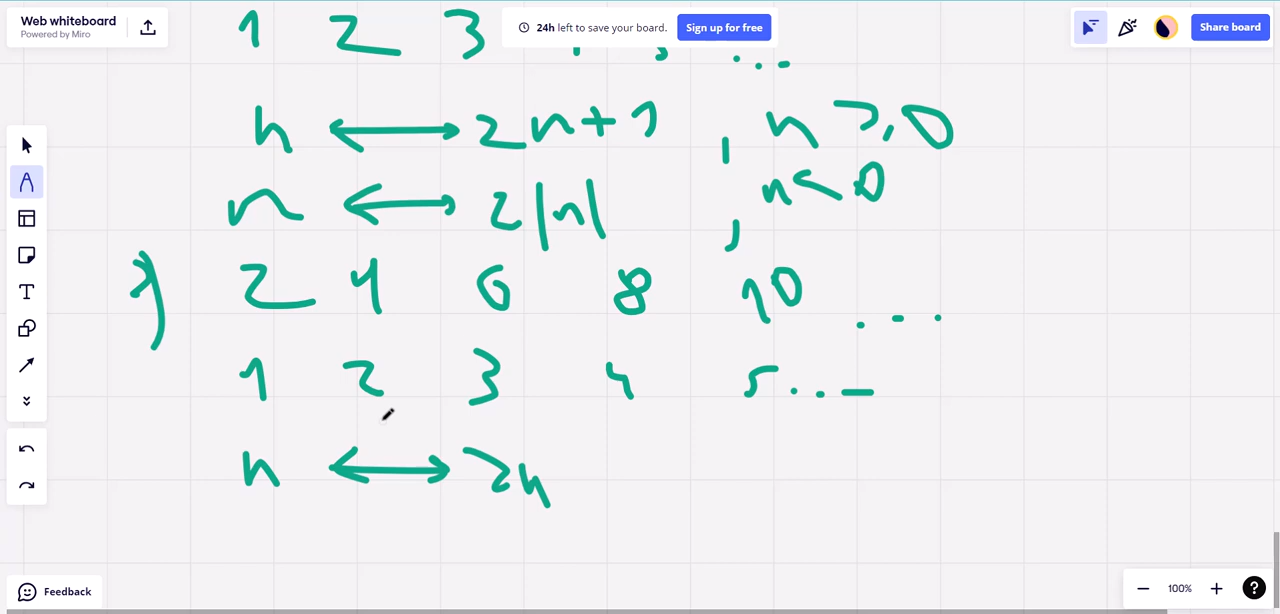 Web whiteboard
Powered by Miro
24h left to save your board. Sign up for free
Share board
1 2 3 ...
n ↔ 2n+1 , n ⩾ 0
n ↔ 2|n| , n < 0
2 4 6 8 10 ...
1 2 3 4 5 ...
n ↔ 2n
Feedback
100%
?